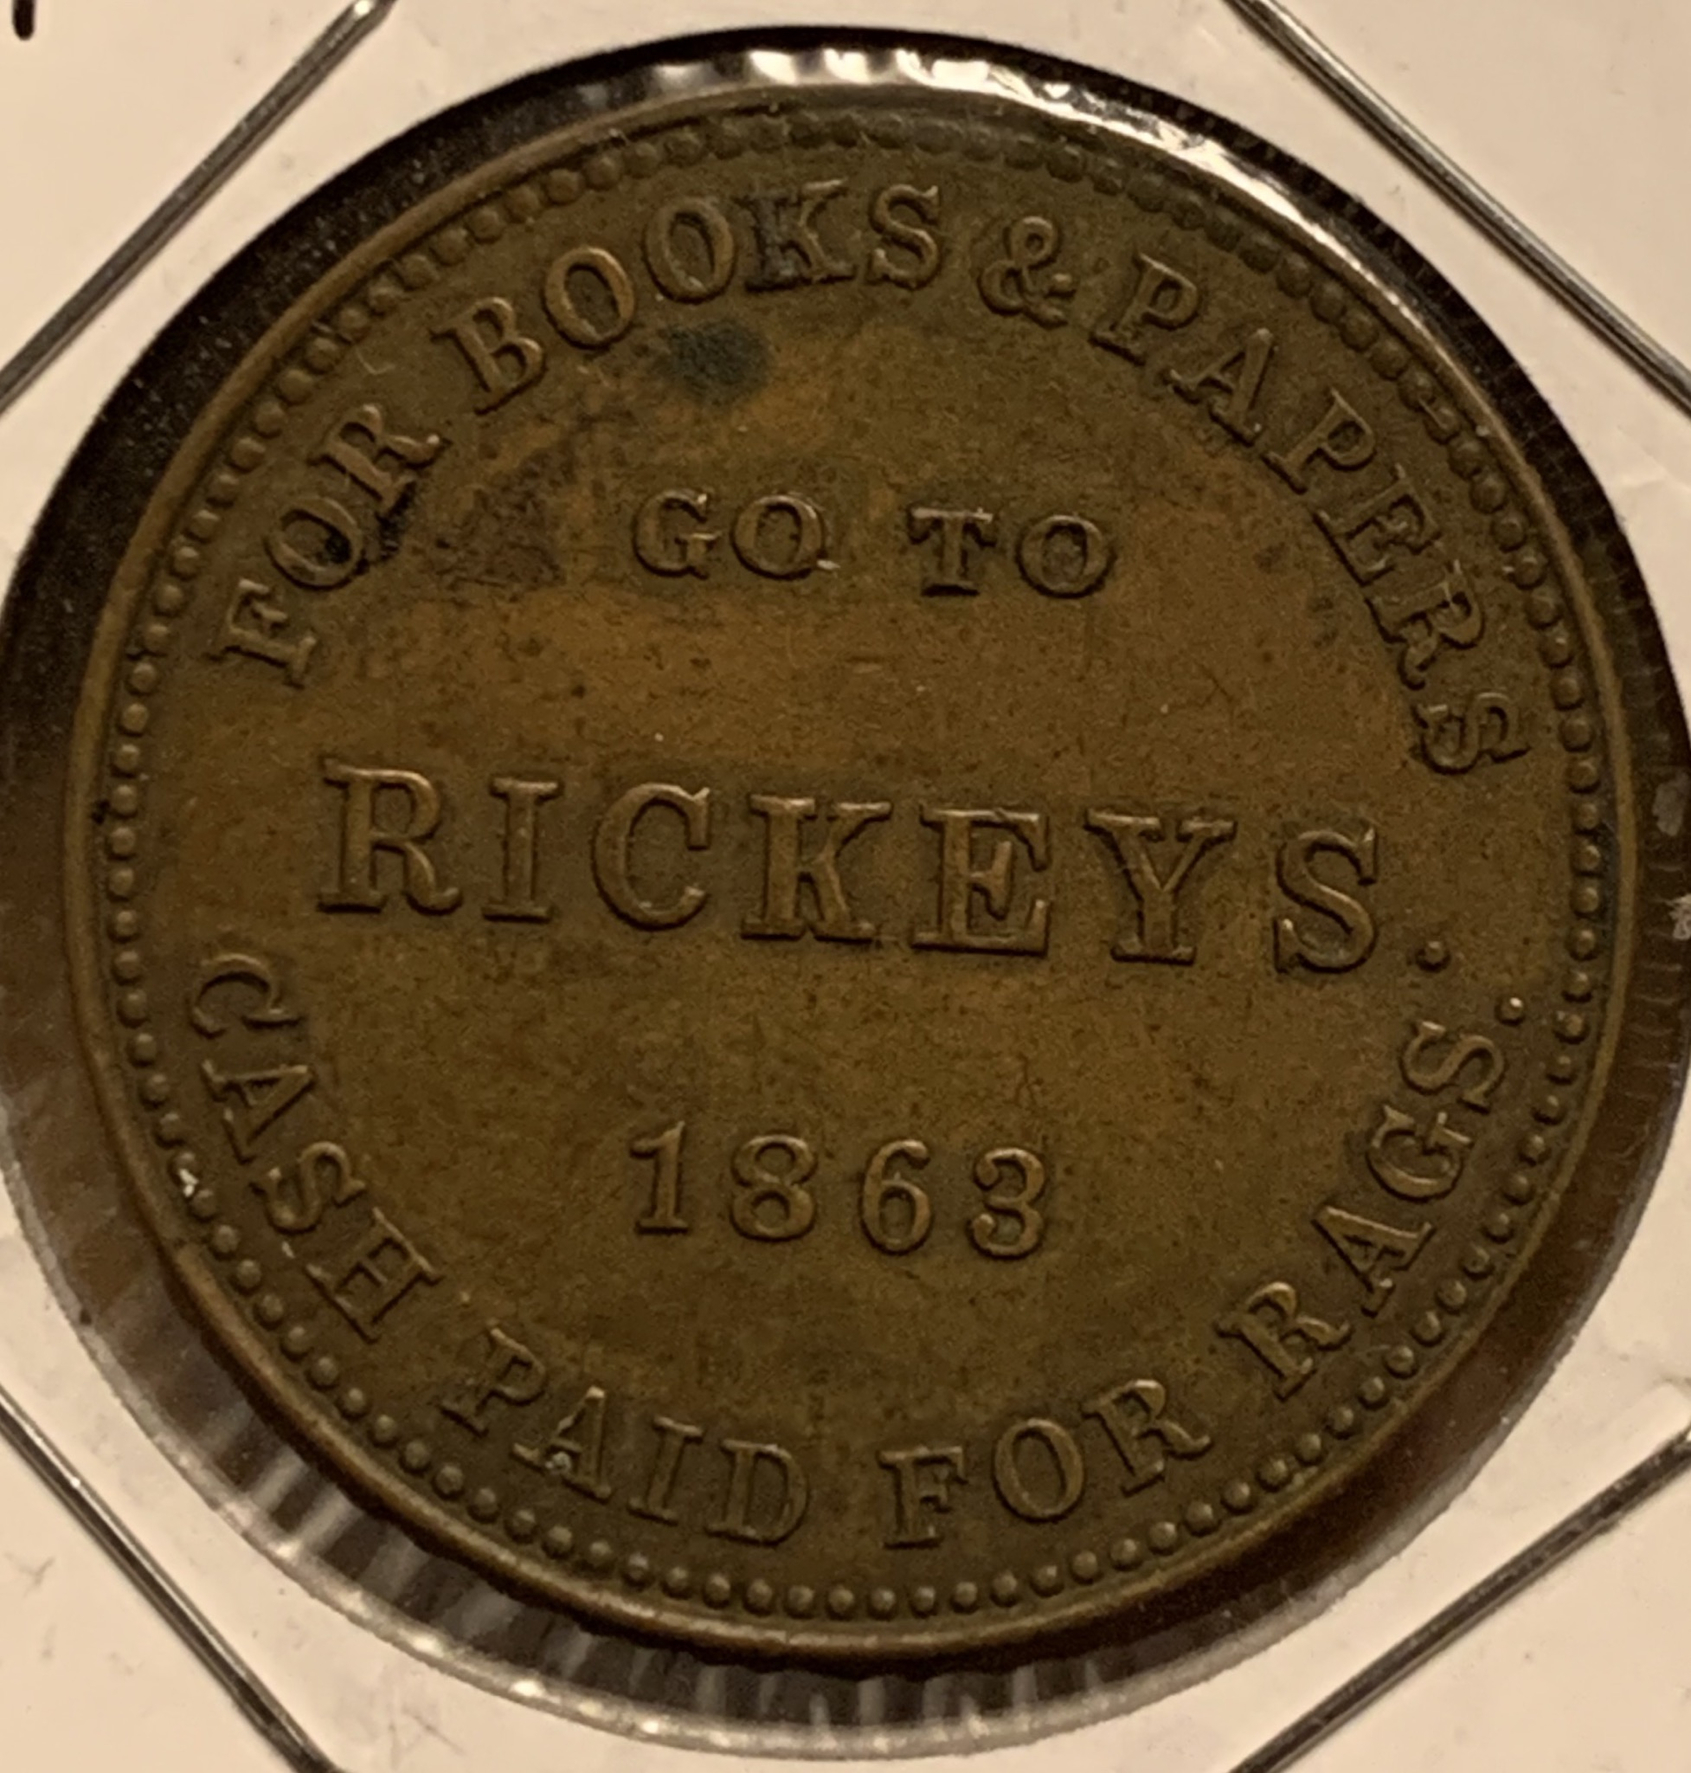 FOR BOOKS & PAPERS
GO TO
RICKEYS.
1863
CASH PAID FOR RAGS.